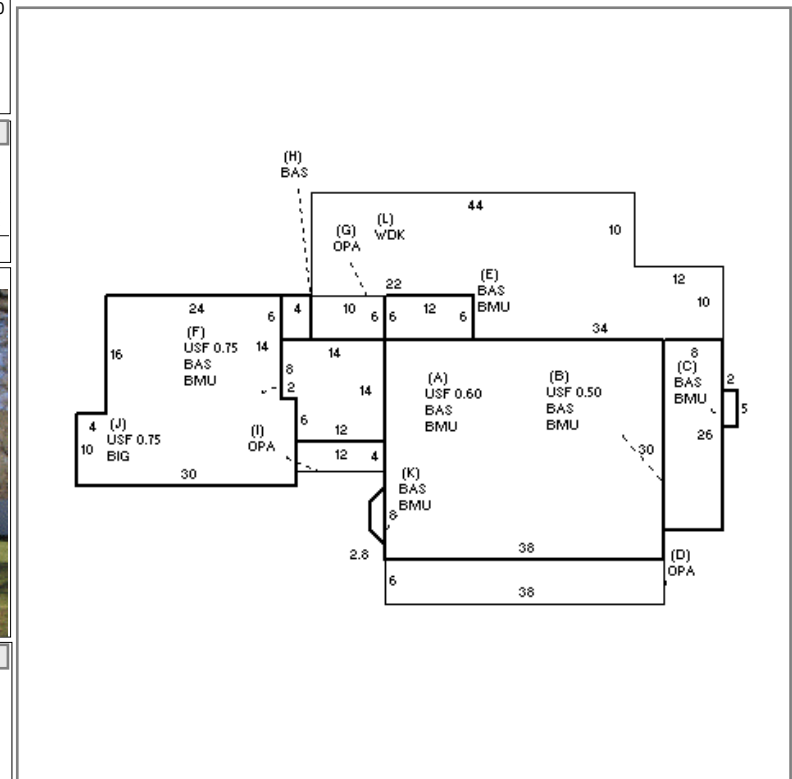 (H)
BAS
44
(L)
WDK
(G)
OPA
10
12
10
22
(E)
BAS
BMU
24
6
4
10
6
6
12
6
34
(F)
USF 0.75
BAS
BMU
14
14
8
(C)
BAS
BMU
16
8
2
14
(A)
USF 0.60
BAS
BMU
(B)
USF 0.50
BAS
BMU
2
5
4
10
(J)
USF 0.75
BIG
(I)
OPA
6
12
26
12
4
30
30
(K)
BAS
BMU
8
2.8
38
(D)
OPA
6
38